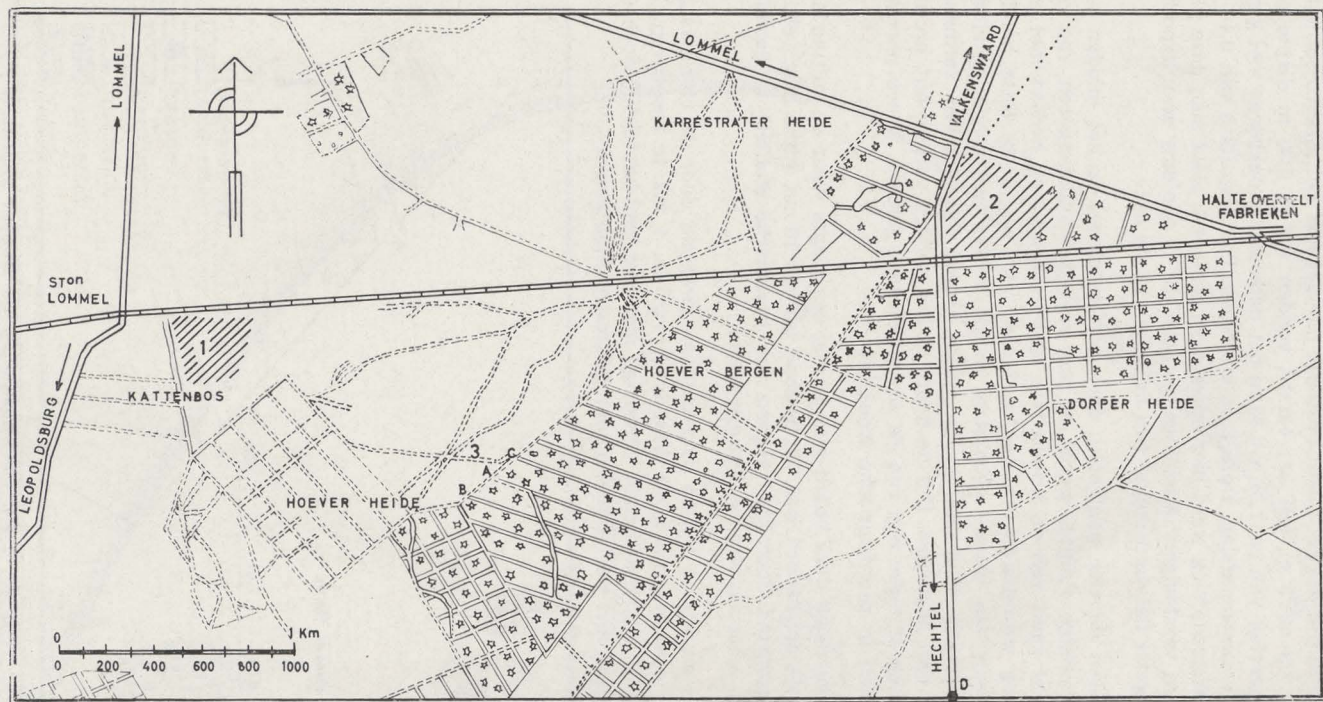 LOMMEL
LOMMEL
VALKENSWAARD
KARRESTRATER HEIDE
HALTE OVERPELT
FABRIEKEN
2
Ston
LOMMEL
1
KATTENBOS
LEOPOLDSBURG
HOEVER BERGEN
DORPER HEIDE
3
C
A
B
HOEVER HEIDE
HECHTEL
D
0
1 Km
0 200 400 600 800 1000